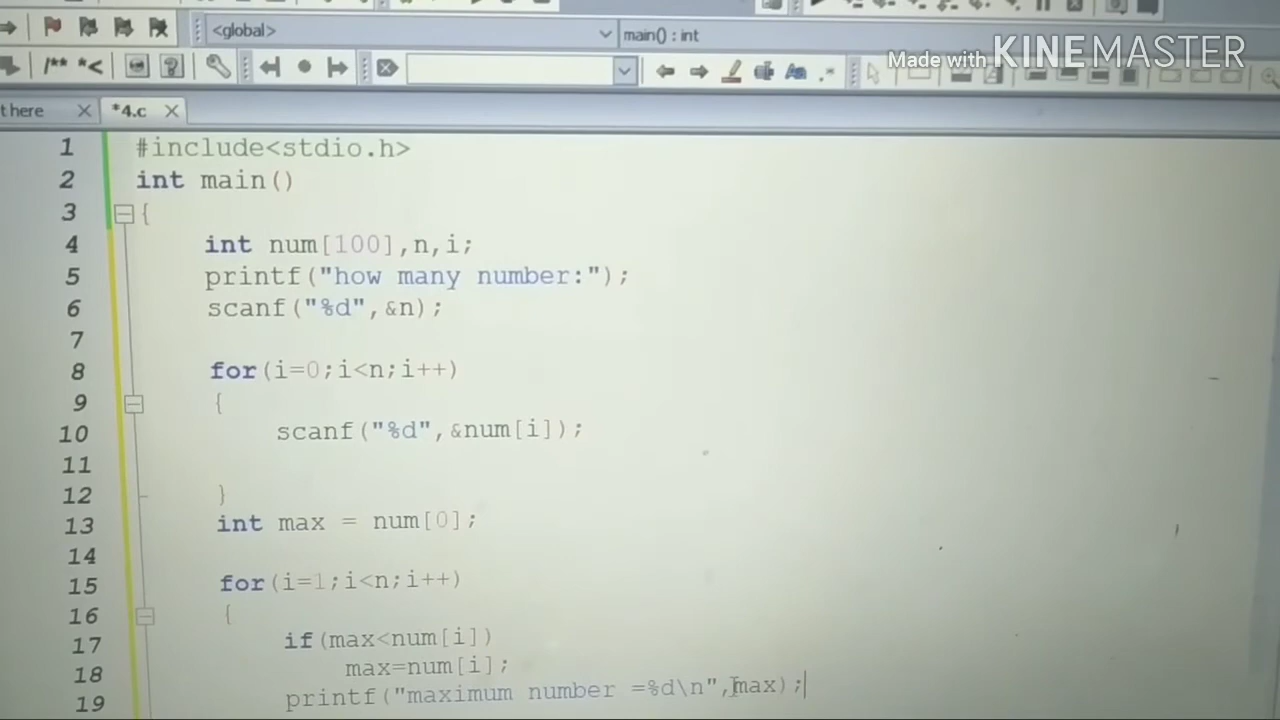 <global>
main() : int
Made with KINEMASTER
/** *<
.*
t here
*4.c
1 #include<stdio.h>
2 int main()
3 {
4 int num[100],n,i;
5 printf("how many number:");
6 scanf("%d",&n);
7
8 for(i=0;i<n;i++)
9 {
10 scanf("%d",&num[i]);
11
12 }
13 int max = num[0];
14
15 for(i=1;i<n;i++)
16 {
17 if(max<num[i])
18 max=num[i];
19 printf("maximum number =%d\n",max);